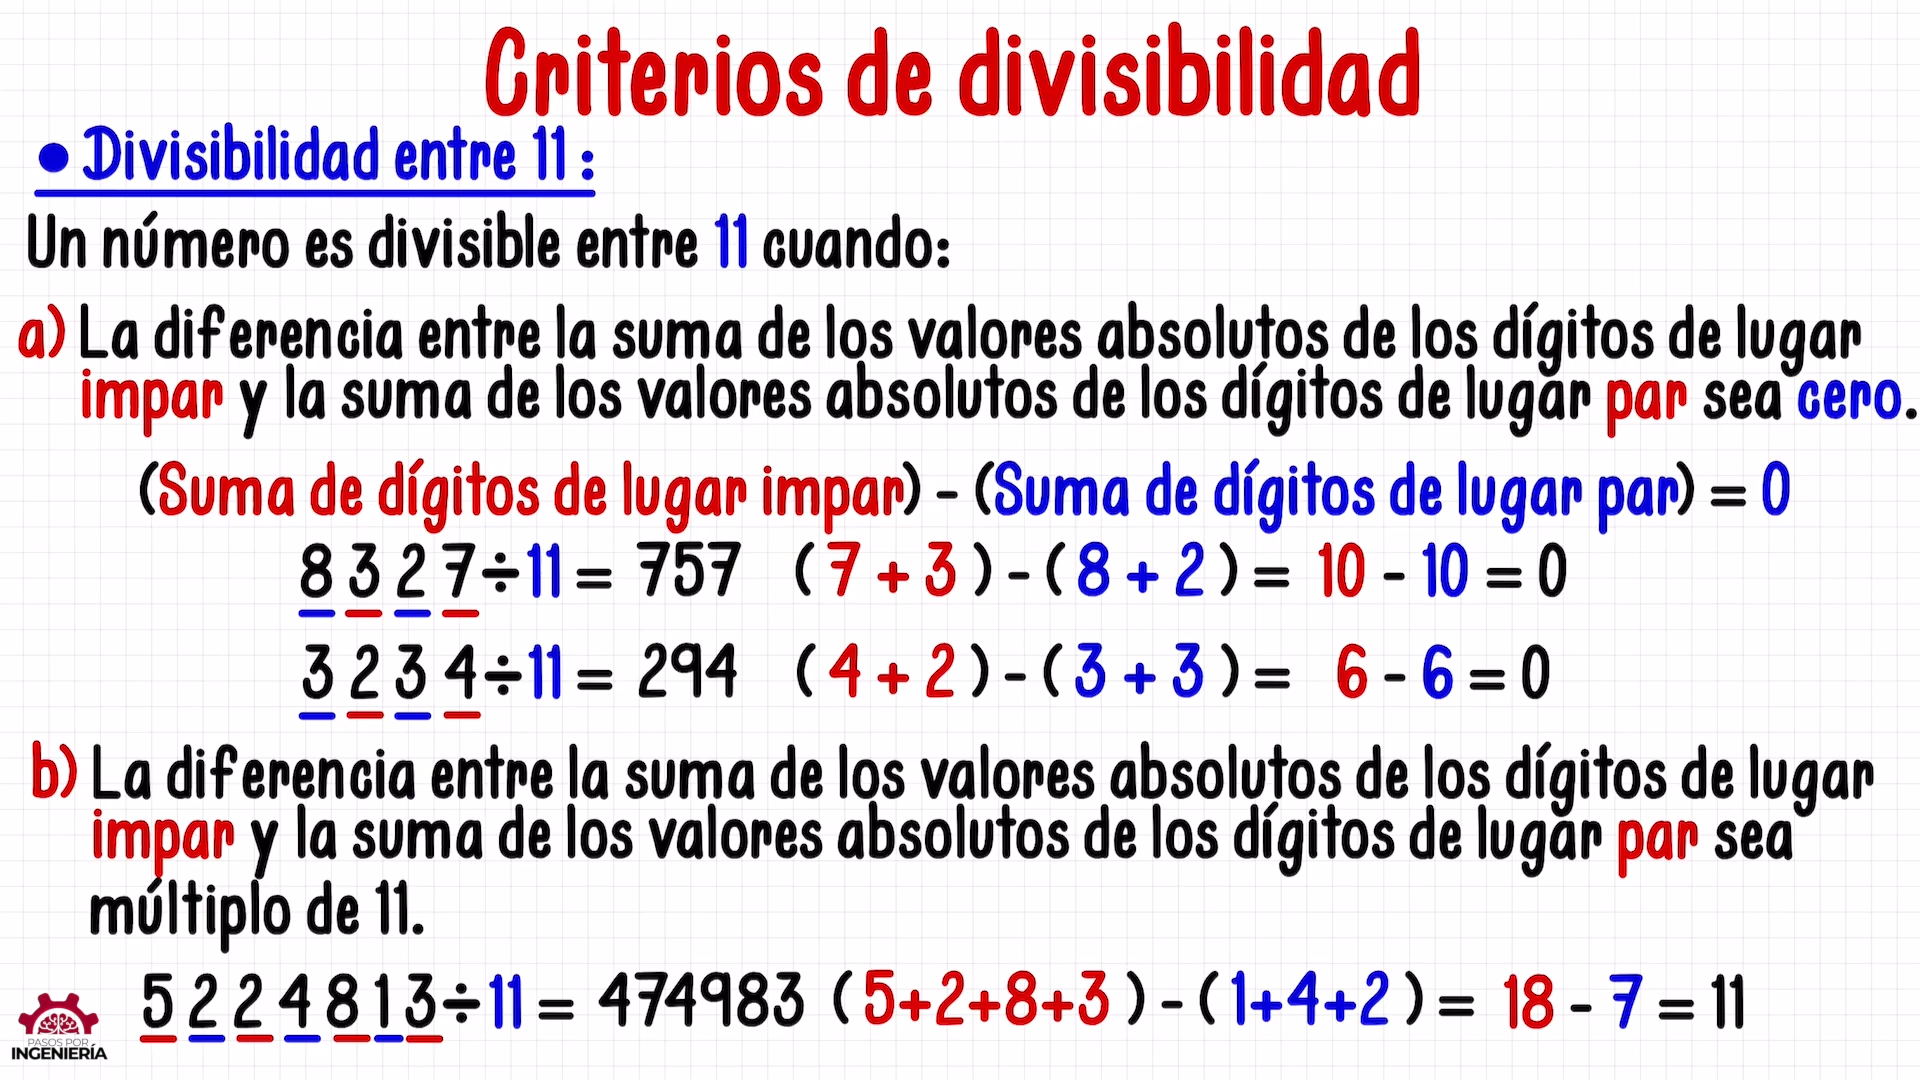 Criterios de divisibilidad
• Divisibilidad entre 11:
Un número es divisible entre 11 cuando:
a) La diferencia entre la suma de los valores absolutos de los dígitos de lugar
impar y la suma de los valores absolutos de los dígitos de lugar par sea cero.
(Suma de dígitos de lugar impar) - (Suma de dígitos de lugar par) = 0
8327÷11 = 757 (7+3)-(8+2)= 10 - 10 = 0
3234÷11 = 294 (4+2)-(3+3)= 6 - 6 = 0
b) La diferencia entre la suma de los valores absolutos de los dígitos de lugar
impar y la suma de los valores absolutos de los dígitos de lugar par sea
múltiplo de 11.
5224813÷11 = 474983 (5+2+8+3)-(1+4+2)= 18 - 7 = 11
PASOS POR
INGENIERÍA